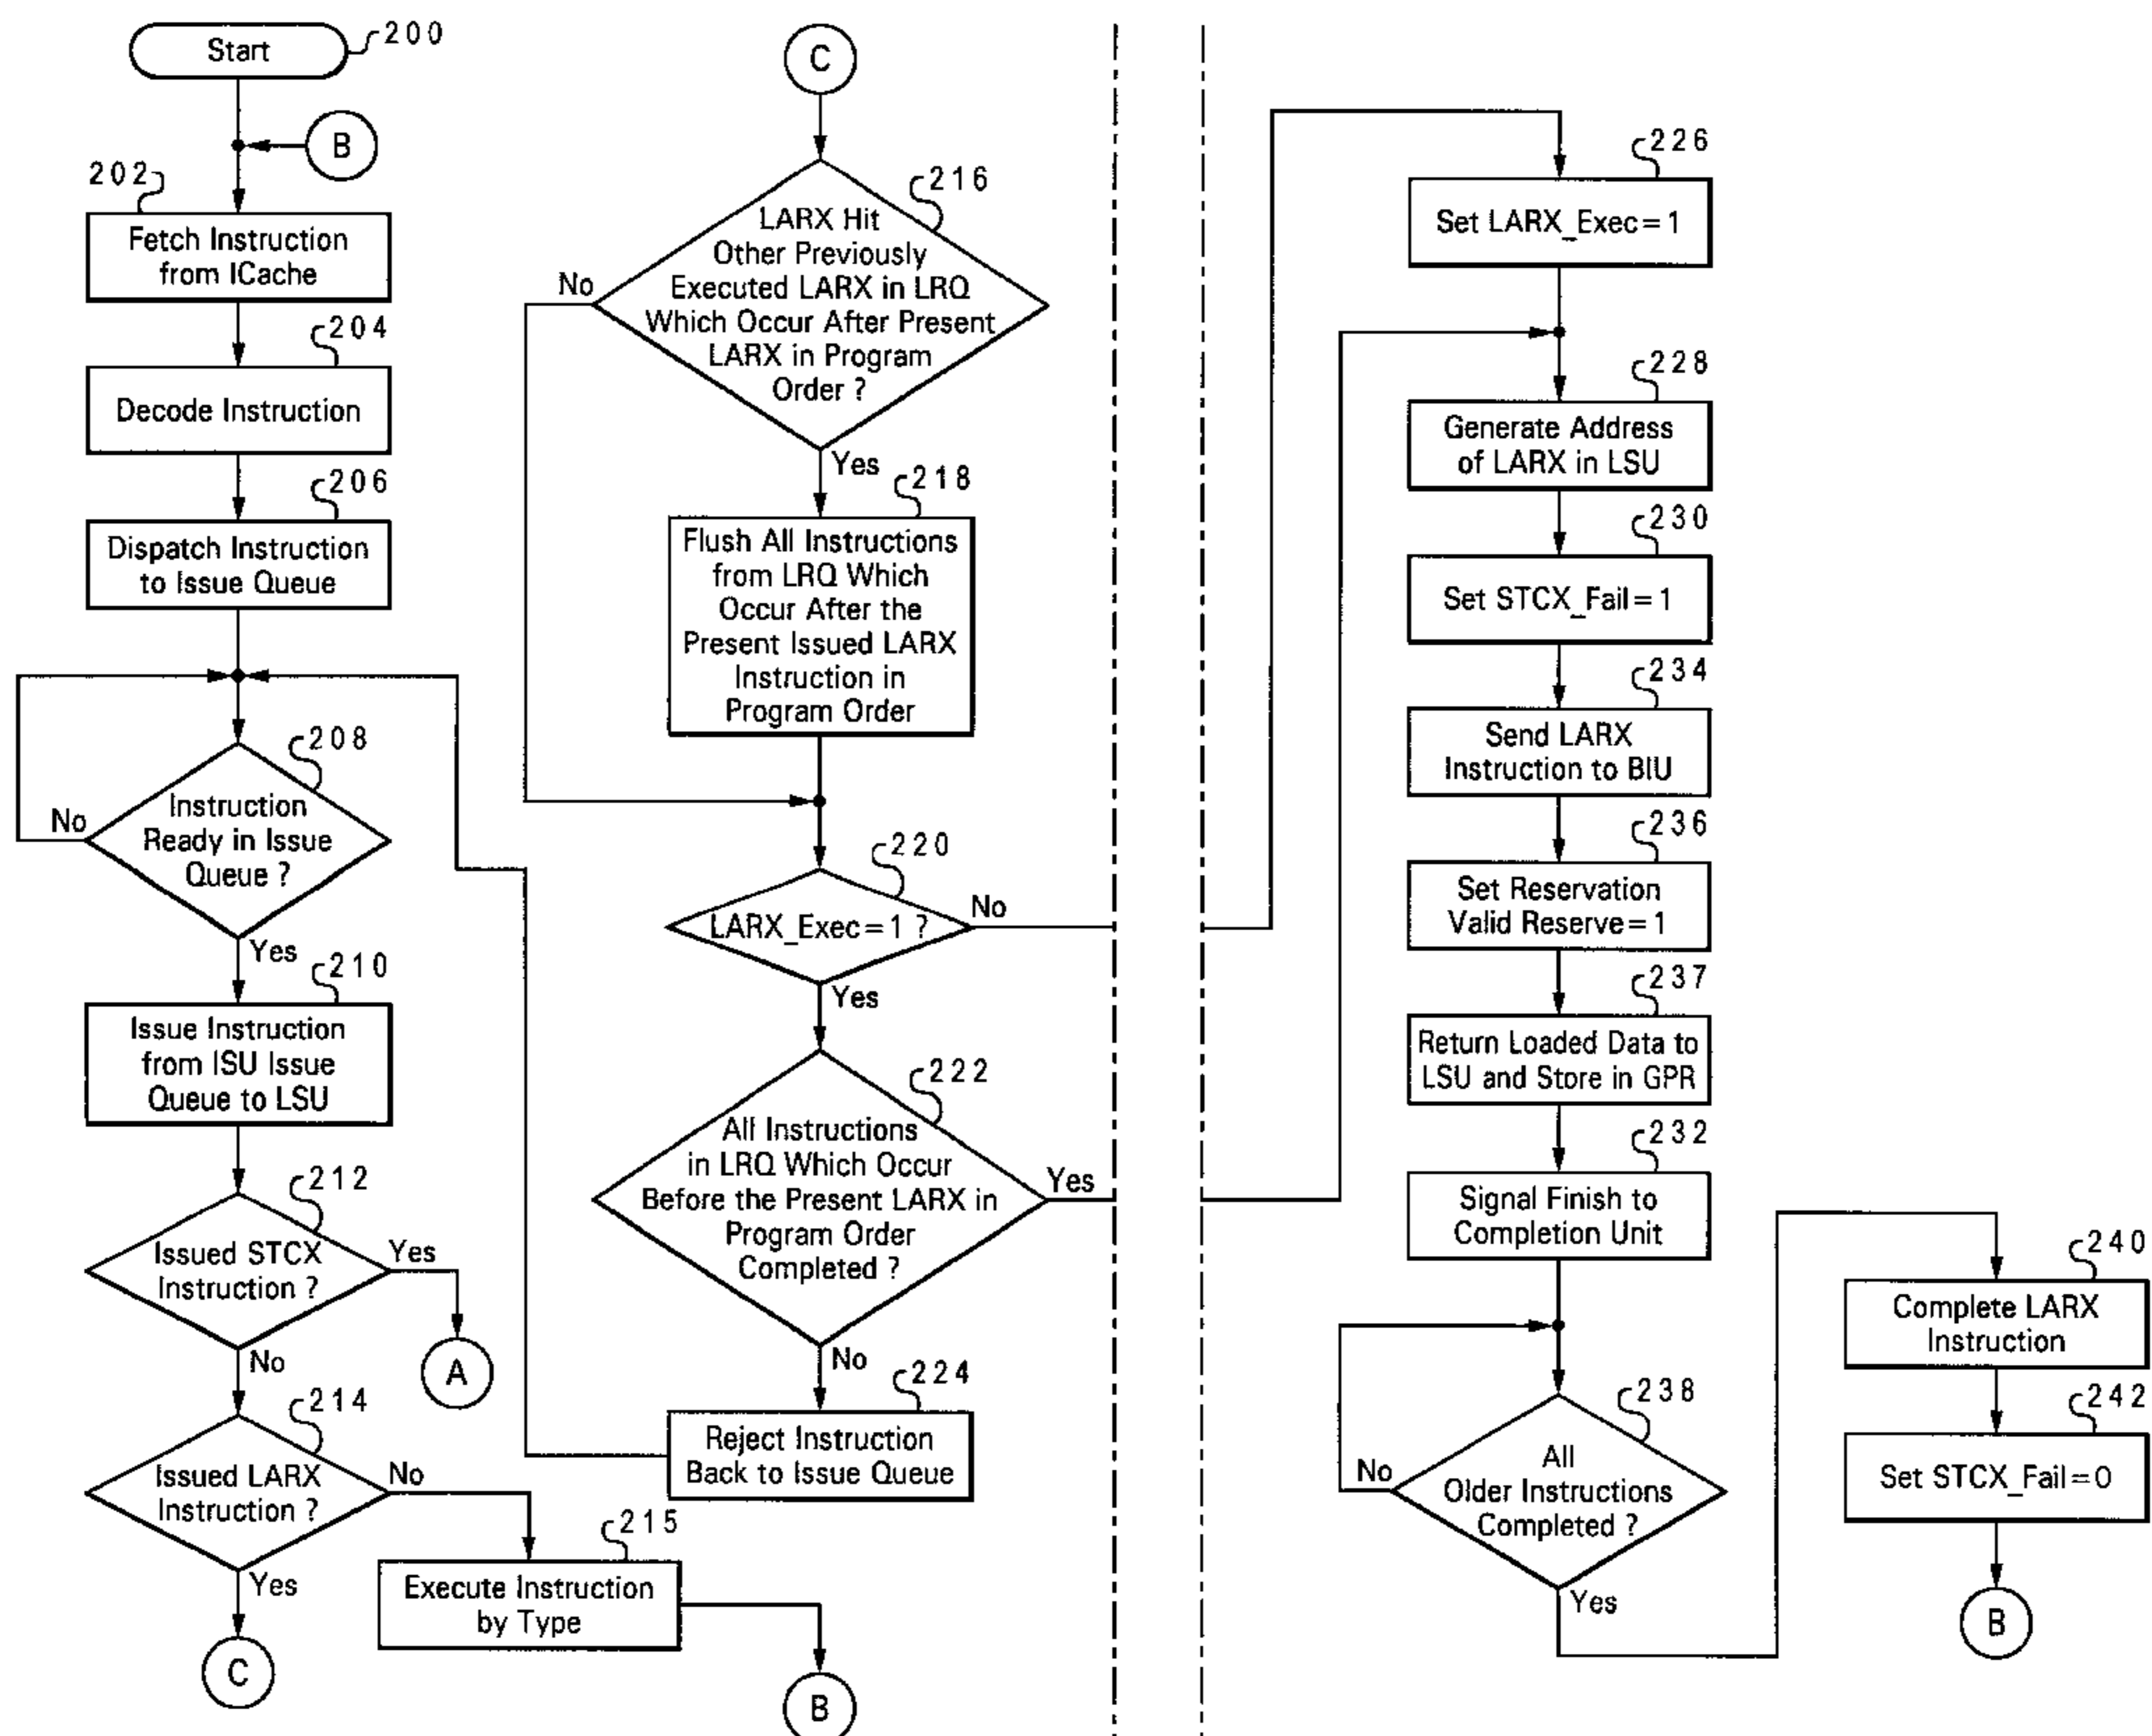 Start
200
B
202
Fetch Instruction
from ICache
204
Decode Instruction
206
Dispatch Instruction
to Issue Queue
208
Instruction
Ready in Issue
Queue ?
No
Yes
210
Issue Instruction
from ISU Issue
Queue to LSU
212
Issued STCX
Instruction ?
Yes
A
No
214
Issued LARX
Instruction ?
No
Yes
C
215
Execute Instruction
by Type
B
C
216
LARX Hit
Other Previously
Executed LARX in LRQ
Which Occur After Present
LARX in Program
Order ?
No
Yes
218
Flush All Instructions
from LRQ Which
Occur After the
Present Issued LARX
Instruction in
Program Order
220
LARX_Exec=1 ?
No
Yes
222
All Instructions
in LRQ Which Occur
Before the Present LARX in
Program Order
Completed ?
Yes
No
224
Reject Instruction
Back to Issue Queue
226
Set LARX_Exec=1
228
Generate Address
of LARX in LSU
230
Set STCX_Fail=1
234
Send LARX
Instruction to BIU
236
Set Reservation
Valid Reserve=1
237
Return Loaded Data to
LSU and Store in GPR
232
Signal Finish to
Completion Unit
238
All
Older Instructions
Completed ?
No
Yes
240
Complete LARX
Instruction
242
Set STCX_Fail=0
B